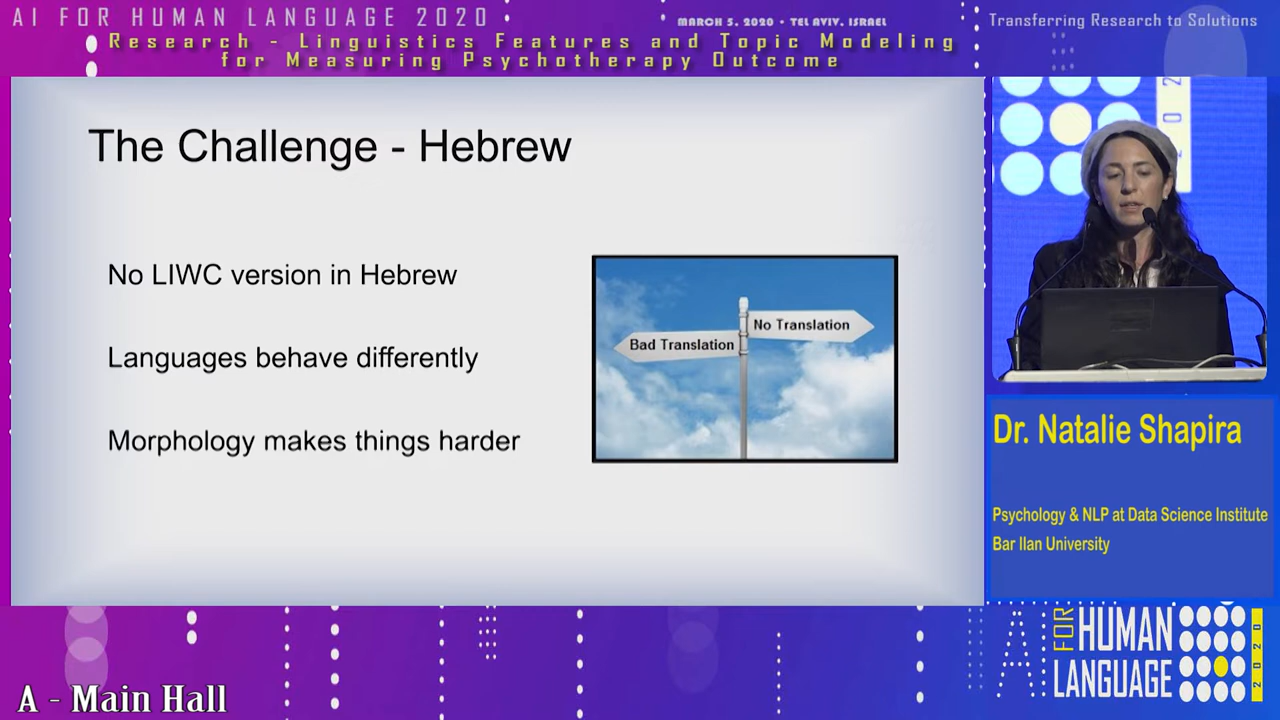 AI FOR HUMAN LANGUAGE 2020
MARCH 5, 2020 • TEL AVIV, ISRAEL
Transferring Research to Solutions
Research - Linguistics Features and Topic Modeling
for Measuring Psychotherapy Outcome
The Challenge - Hebrew
No LIWC version in Hebrew
Languages behave differently
Morphology makes things harder
No Translation
Bad Translation
Dr. Natalie Shapira
Psychology & NLP at Data Science Institute
Bar Ilan University
A - Main Hall
AI FOR HUMAN
LANGUAGE 2020